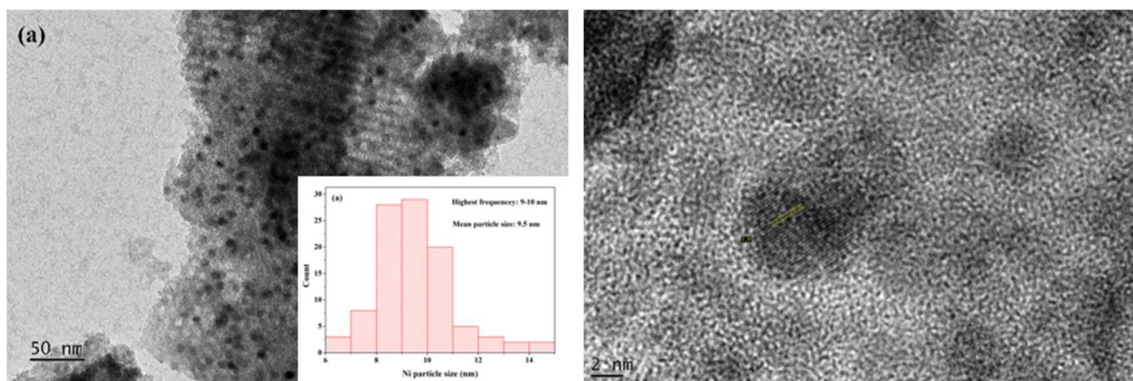 (a)
50 nm
(a)
Highest frequencey: 9-10 nm
Mean particle size: 9.5 nm
Count
30
25
20
15
10
5
0
6
8
10
12
14
Ni particle size (nm)
2 nm